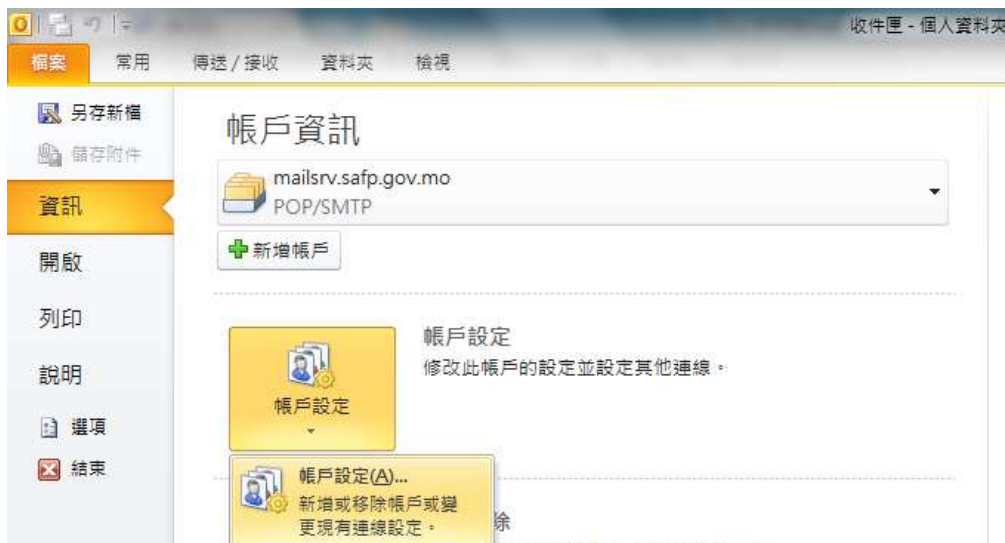 收件匣 - 個人資料夾
檔案 常用 傳送 / 接收 資料夾 檢視
另存新檔
儲存附件
資訊
開啟
列印
說明
選項
結束
帳戶資訊
mailsrv.safp.gov.mo
POP/SMTP
新增帳戶
帳戶設定
帳戶設定
修改此帳戶的設定並設定其他連線。
帳戶設定(A)...
新增或移除帳戶或變
更現有連線設定。
除